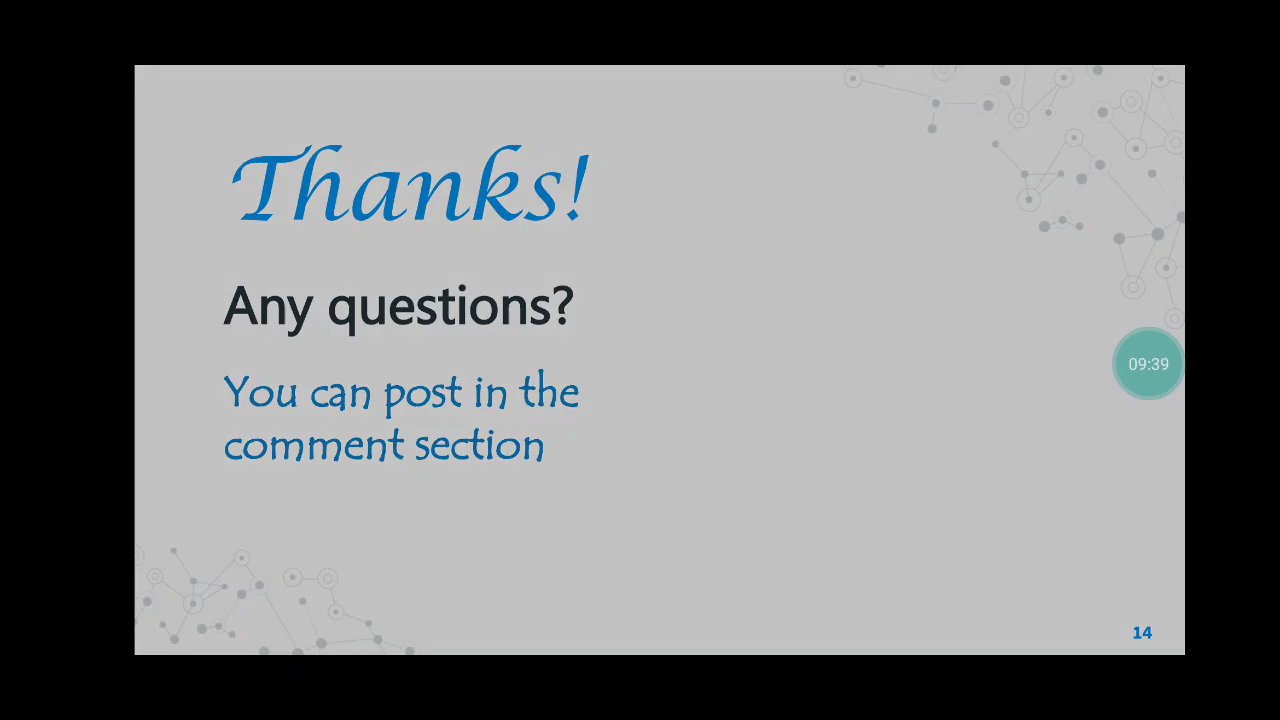 Thanks!
Any questions?
You can post in the
comment section
09:39
14